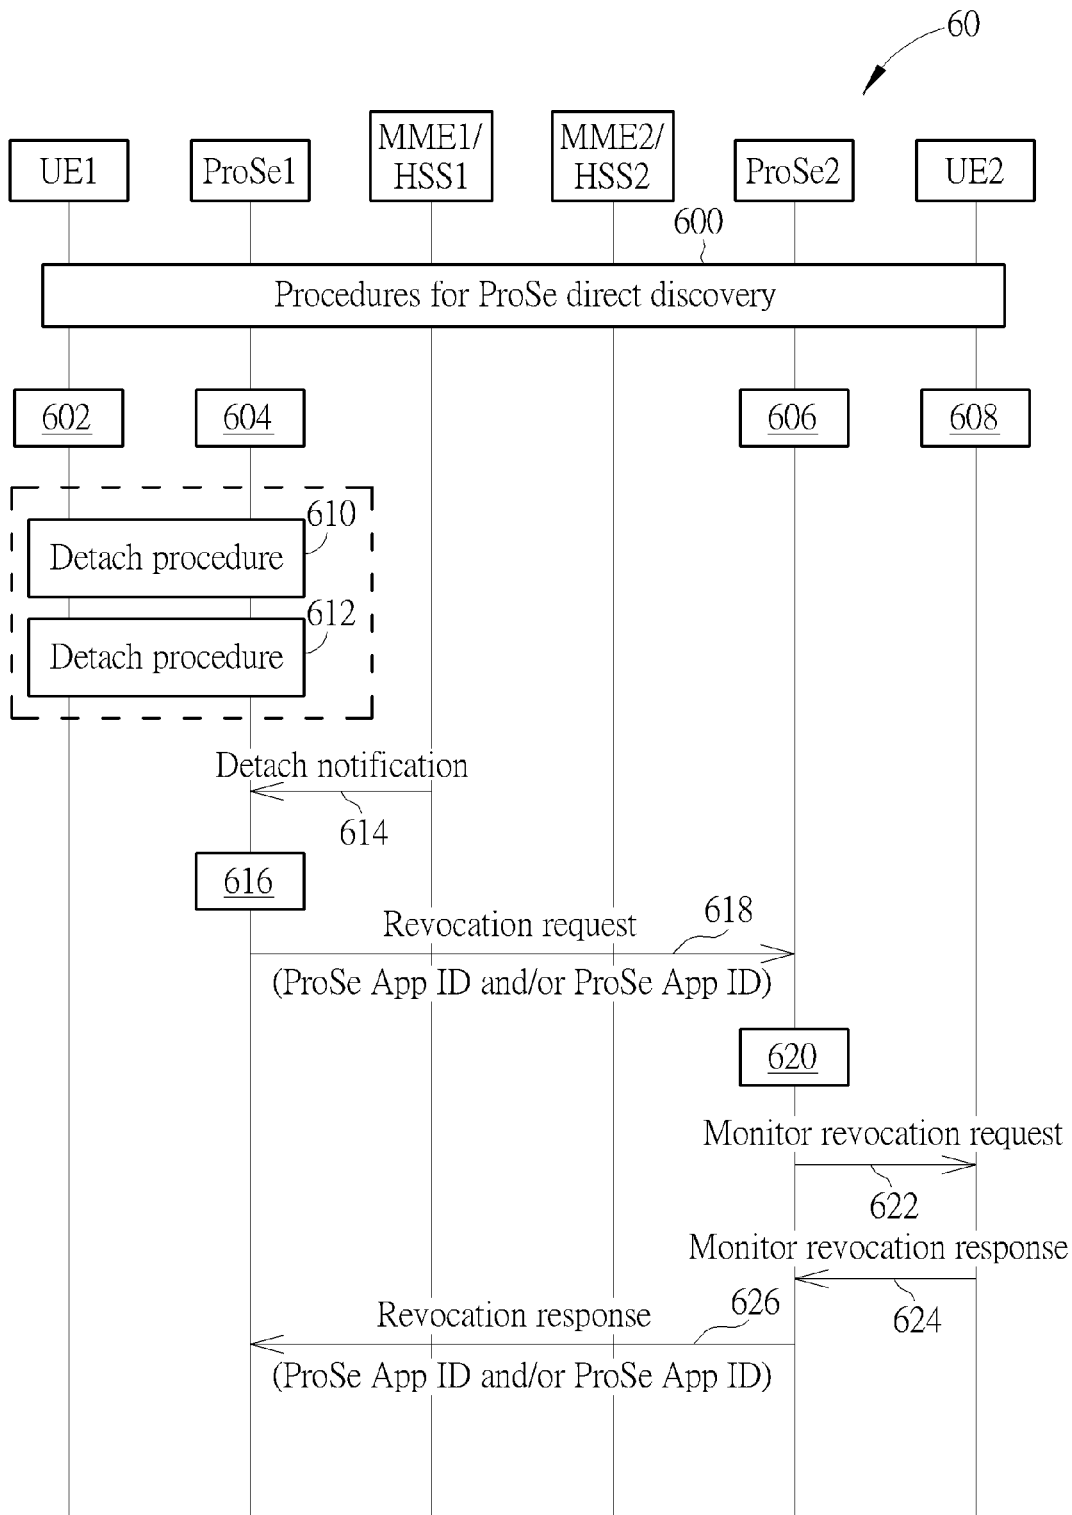 60
UE1
ProSe1
MME1/
HSS1
MME2/
HSS2
ProSe2
UE2
600
Procedures for ProSe direct discovery
602
604
606
608
610
Detach procedure
612
Detach procedure
Detach notification
614
616
Revocation request
618
(ProSe App ID and/or ProSe App ID)
620
Monitor revocation request
622
Monitor revocation response
624
Revocation response
626
(ProSe App ID and/or ProSe App ID)